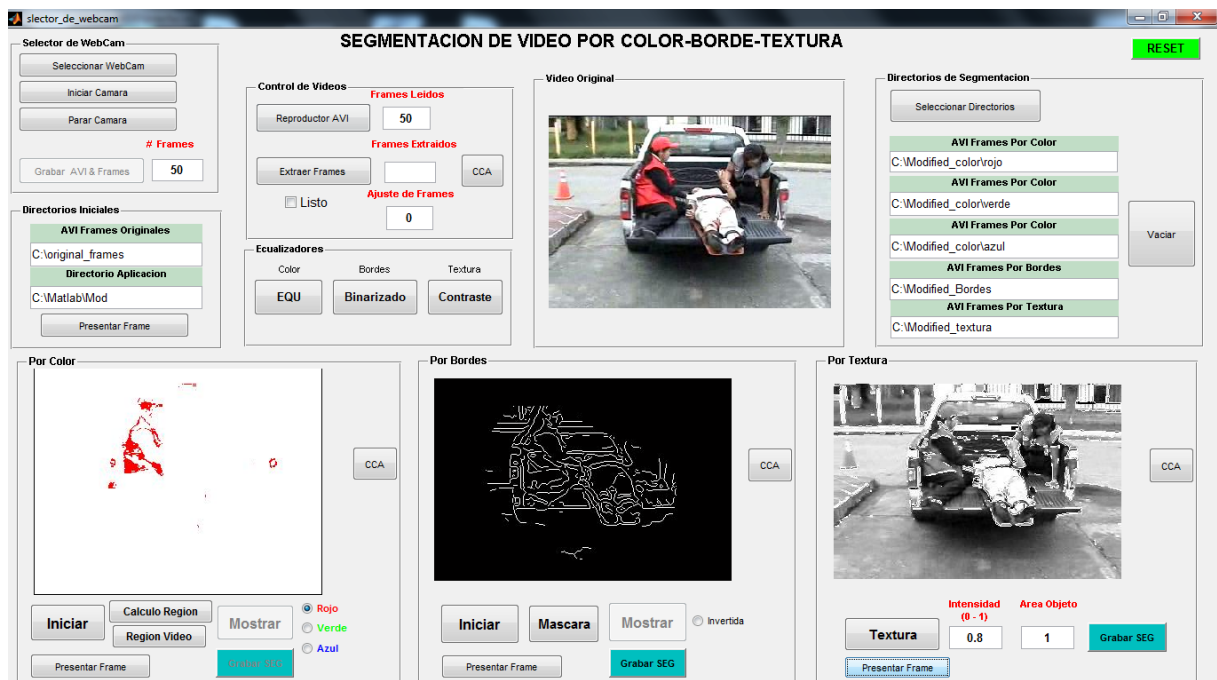 slector_de_webcam
SEGMENTACION DE VIDEO POR COLOR-BORDE-TEXTURA
RESET
Selector de WebCam
Seleccionar WebCam
Iniciar Camara
Parar Camara
# Frames
Grabar AVI & Frames
50
Directorios Iniciales
AVI Frames Originales
C:\original_frames
Directorio Aplicacion
C:\Matlab\Mod
Presentar Frame
Control de Videos
Frames Leidos
Reproductor AVI
50
Frames Extraidos
Extraer Frames
CCA
Listo
Ajuste de Frames
0
Ecualizadores
Color
Bordes
Textura
EQU
Binarizado
Contraste
Video Original
Directorios de Segmentacion
Seleccionar Directorios
AVI Frames Por Color
C:\Modified_color\rojo
AVI Frames Por Color
C:\Modified_color\verde
AVI Frames Por Color
C:\Modified_color\azul
AVI Frames Por Bordes
C:\Modified_Bordes
AVI Frames Por Textura
C:\Modified_textura
Vaciar
Por Color
CCA
Iniciar
Calculo Region
Region Video
Mostrar
Rojo
Verde
Azul
Presentar Frame
Grabar SEG
Por Bordes
CCA
Iniciar
Mascara
Mostrar
Invertida
Presentar Frame
Grabar SEG
Por Textura
CCA
Intensidad
(0 - 1)
Area Objeto
Textura
0.8
1
Grabar SEG
Presentar Frame